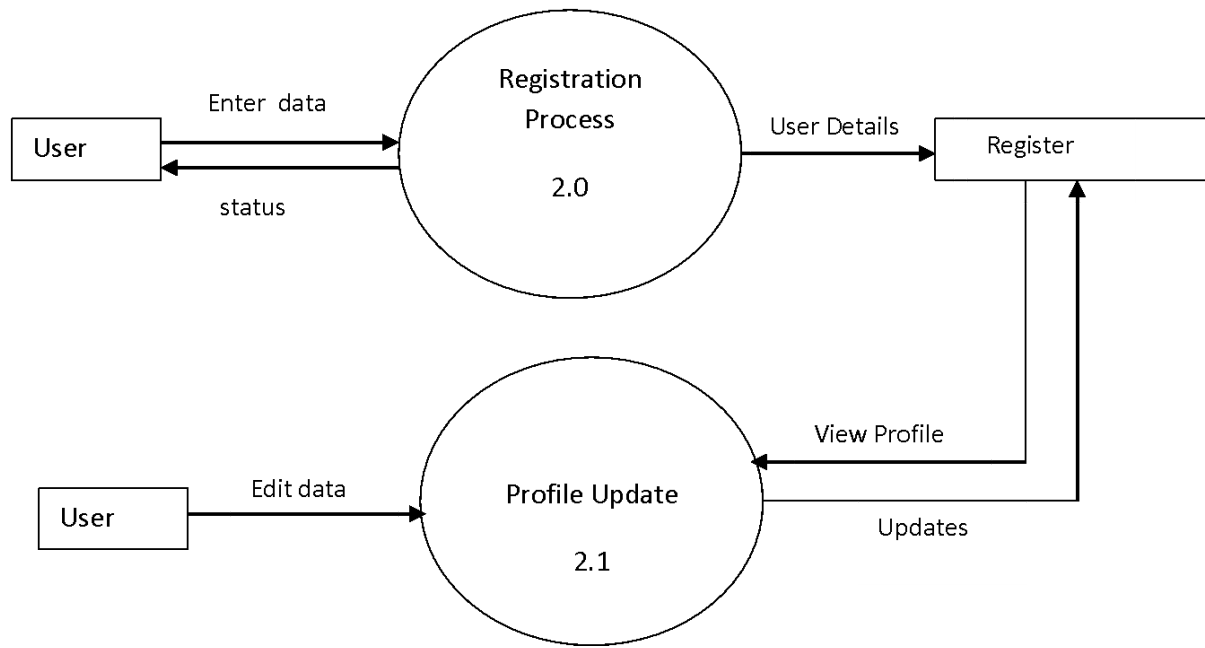 Registration
Process
2.0
Enter data
User
status
User Details
Register
View Profile
Profile Update
2.1
Edit data
User
Updates